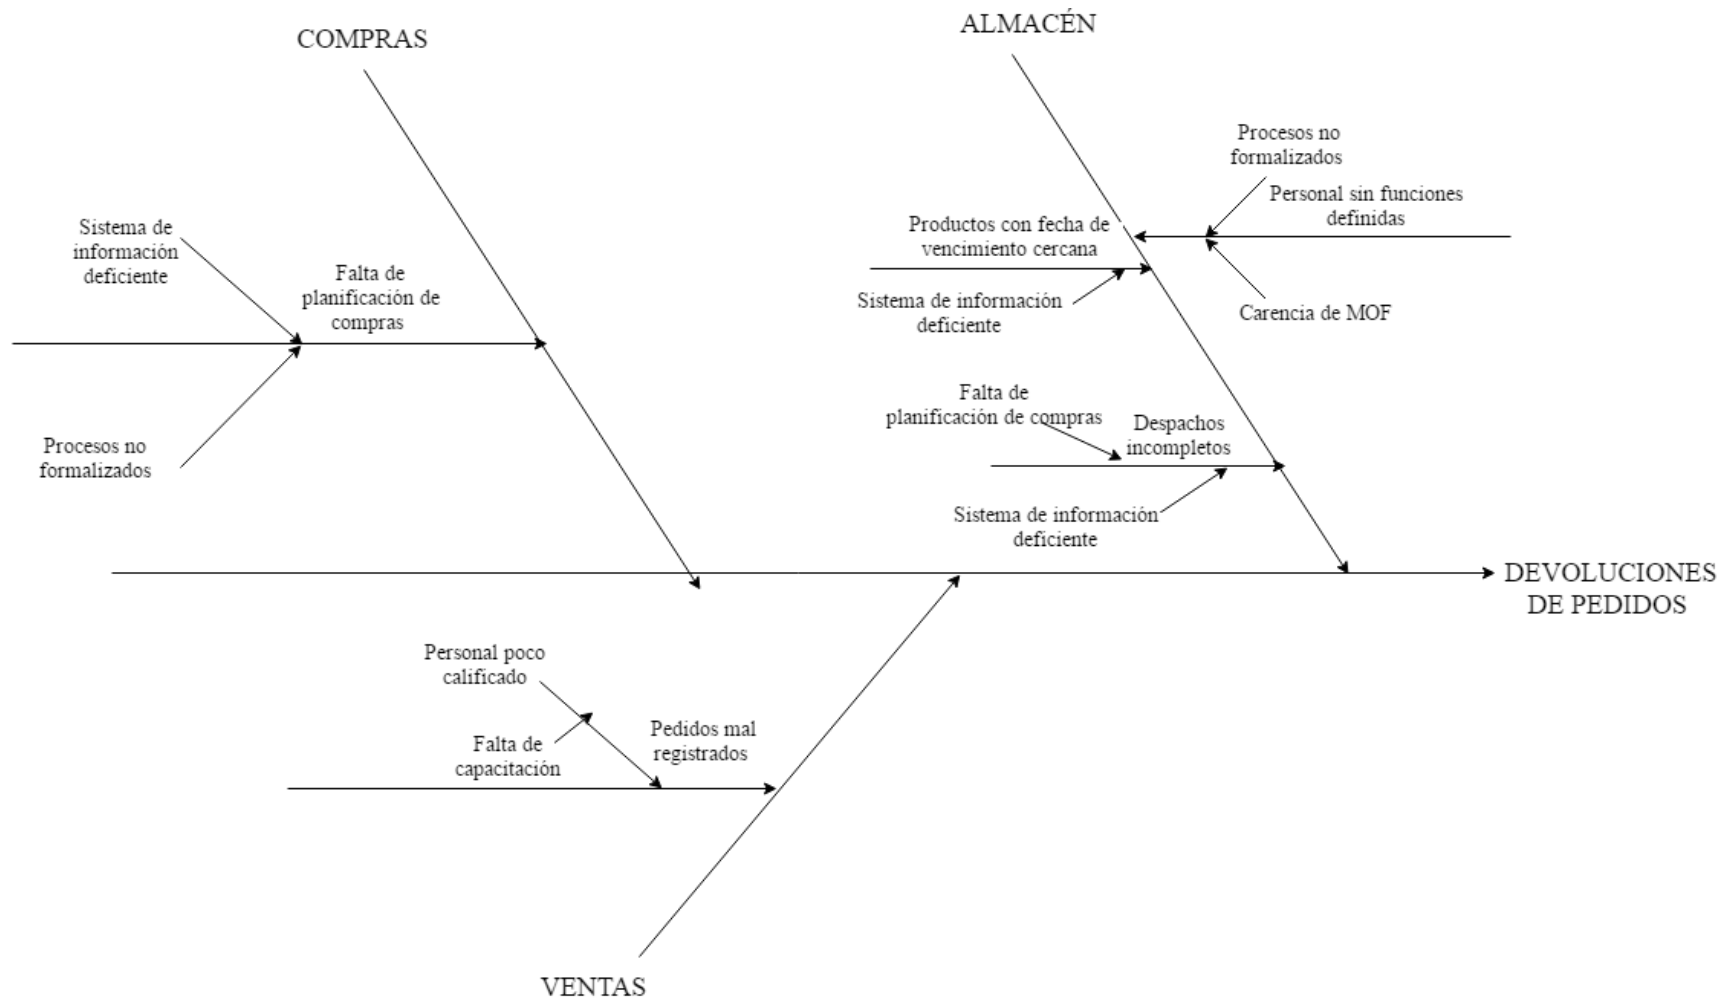 COMPRAS
ALMACÉN
Procesos no
formalizados
Personal sin funciones
definidas
Productos con fecha de
vencimiento cercana
Sistema de información
deficiente
Carencia de MOF
Sistema de
información
deficiente
Falta de
planificación de
compras
Procesos no
formalizados
Falta de
planificación de compras
Despachos
incompletos
Sistema de información
deficiente
DEVOLUCIONES
DE PEDIDOS
Personal poco
calificado
Falta de
capacitación
Pedidos mal
registrados
VENTAS